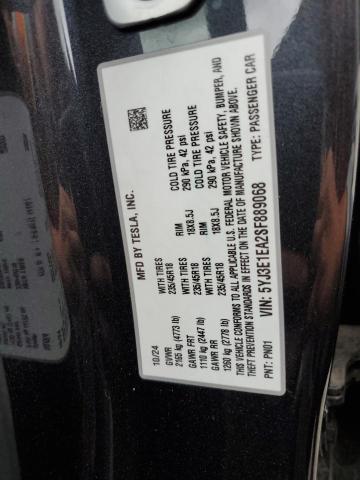 MFD BY TESLA, INC.
10/24
GVWR
2165 kg (4773 lb)
WITH TIRES
235/45R18
RIM
18X8.5J
COLD TIRE PRESSURE
290 kPa, 42 psi
GAWR FRT
1110 kg (2447 lb)
WITH TIRES
235/45R18
RIM
18X8.5J
COLD TIRE PRESSURE
290 kPa, 42 psi
GAWR RR
1260 kg (2778 lb)
THIS VEHICLE CONFORMS TO ALL APPLICABLE U.S. FEDERAL MOTOR VEHICLE SAFETY, BUMPER, AND
THEFT PREVENTION STANDARDS IN EFFECT ON THE DATE OF MANUFACTURE SHOWN ABOVE.
VIN: 5YJ3E1EA2SF889068
TYPE: PASSENGER CAR
PNT: PN01